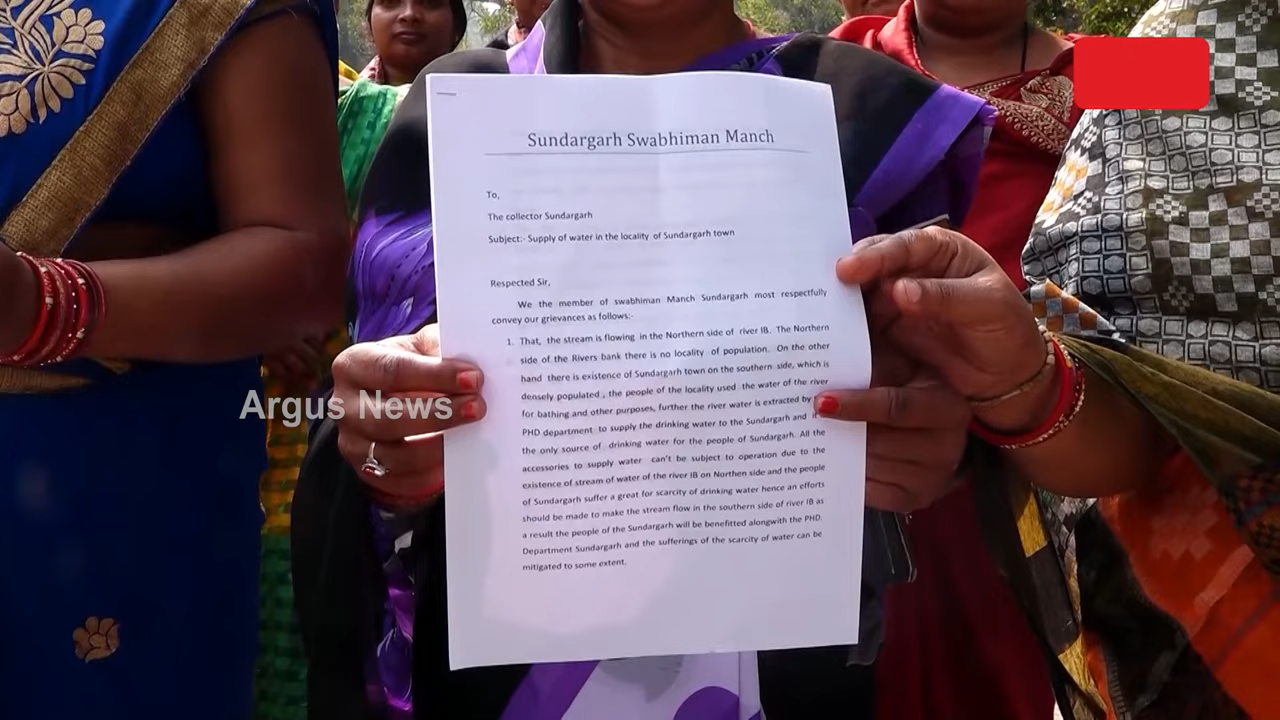 Sundargarh Swabhiman Manch
To,
The collector Sundargarh
Subject:- Supply of water in the locality of Sundargarh town
Respected Sir,
We the member of swabhiman Manch Sundargarh most respectfully
convey our grievances as follows:-
1. That, the stream is flowing in the Northern side of river IB. The Northern
side of the Rivers bank there is no locality of population. On the other
hand there is existence of Sundargarh town on the southern side, which is
densely populated , the people of the locality used the water of the river
for bathing and other purposes, further the river water is extracted by
PHD department to supply the drinking water to the Sundargarh and
the only source of drinking water for the people of Sundargarh. All the
accessories to supply water can't be subject to operation due to the
existence of stream of water of the river IB on Northen side and the people
of Sundargarh suffer a great for scarcity of drinking water hence an efforts
should be made to make the stream flow in the southern side of river IB as
a result the people of the Sundargarh will be benefitted alongwith the PHD
Department Sundargarh and the sufferings of the scarcity of water can be
mitigated to some extent.
Argus News